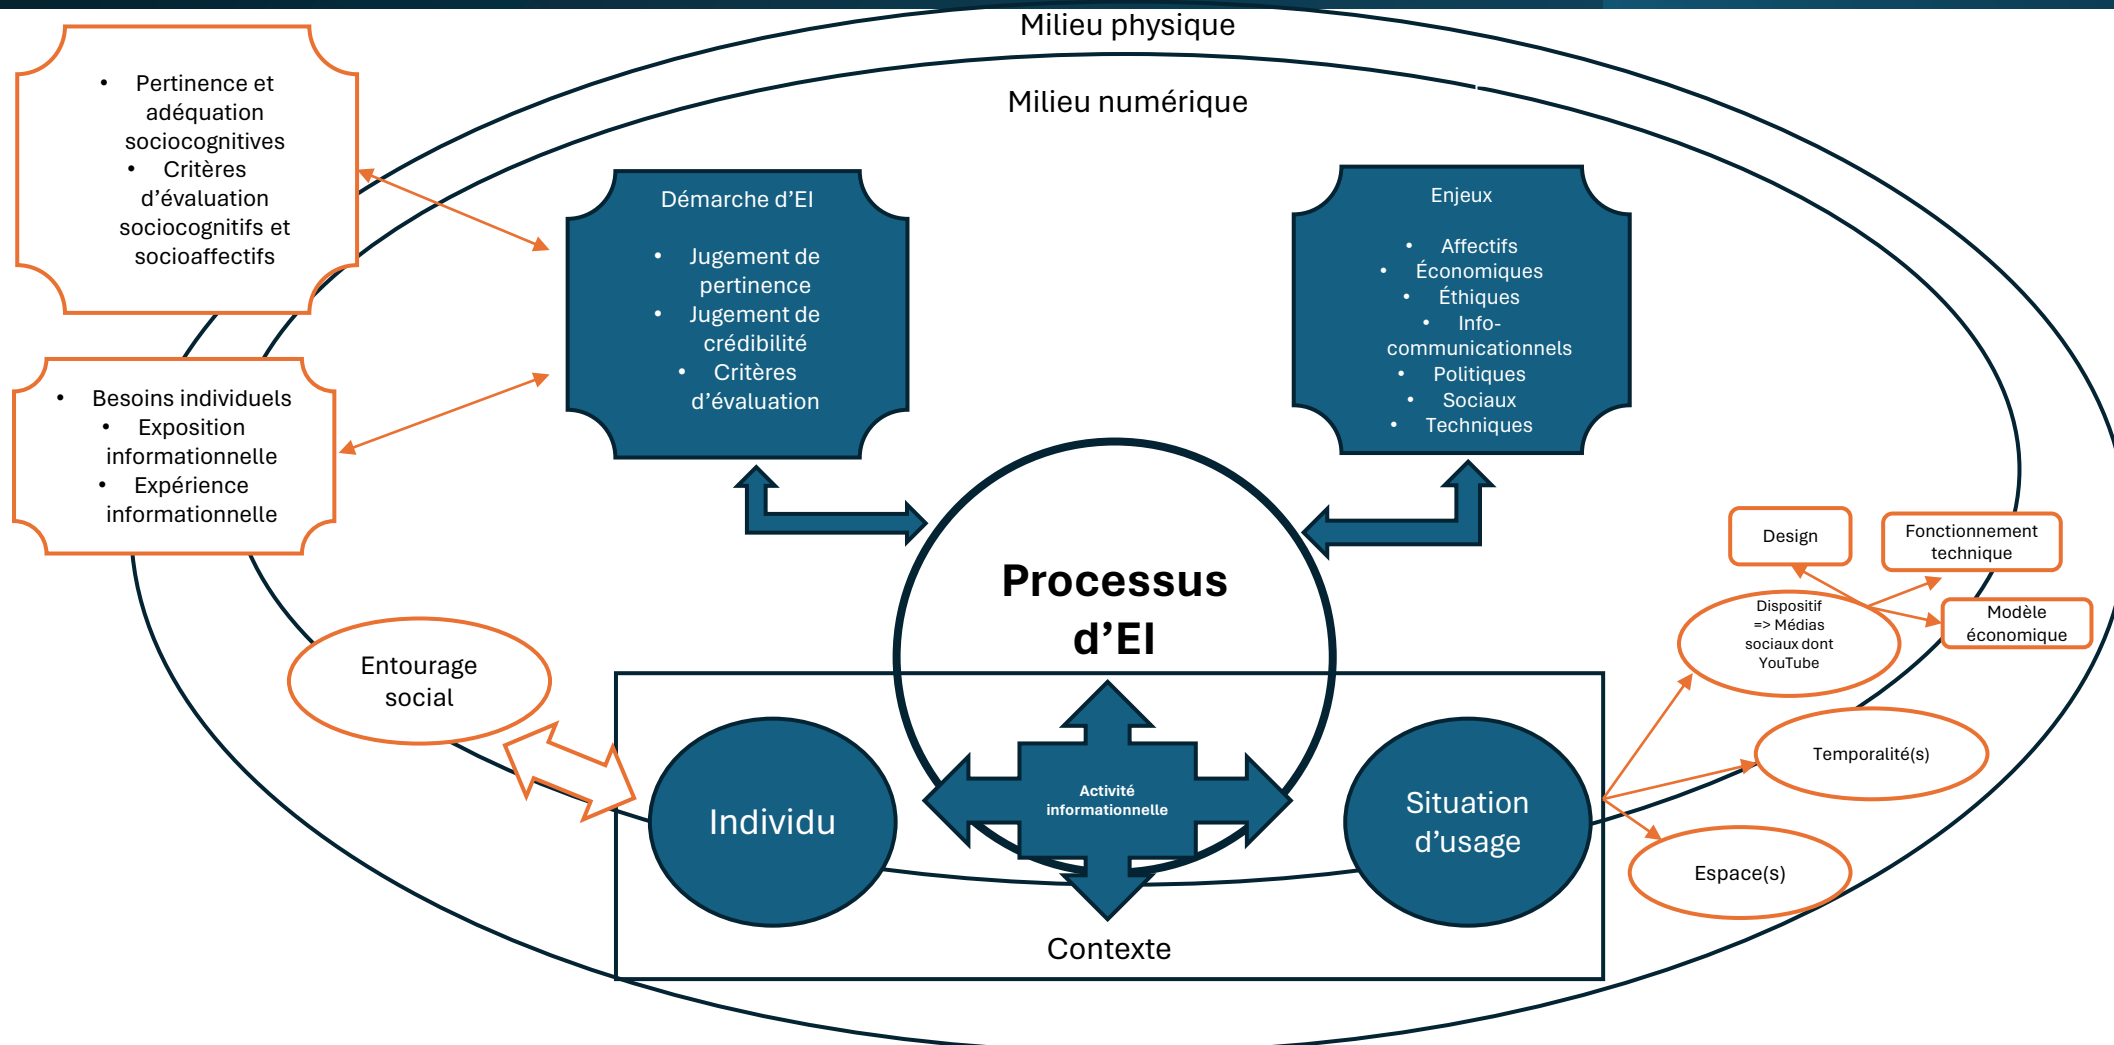 Milieu physique
Milieu numérique
• Pertinence et
adéquation
sociocognitives
• Critères
d’évaluation
sociocognitifs et
socioaffectifs
• Besoins individuels
• Exposition
informationnelle
• Expérience
informationnelle
Démarche d’EI
• Jugement de
pertinence
• Jugement de
crédibilité
• Critères
d’évaluation
Enjeux
• Affectifs
• Économiques
• Éthiques
• Info-
communicationnels
• Politiques
• Sociaux
• Techniques
Processus
d’EI
Entourage
social
Individu
Activité
informationnelle
Situation
d’usage
Contexte
Design
Fonctionnement
technique
Modèle
économique
Dispositif
=> Médias
sociaux dont
YouTube
Temporalité(s)
Espace(s)